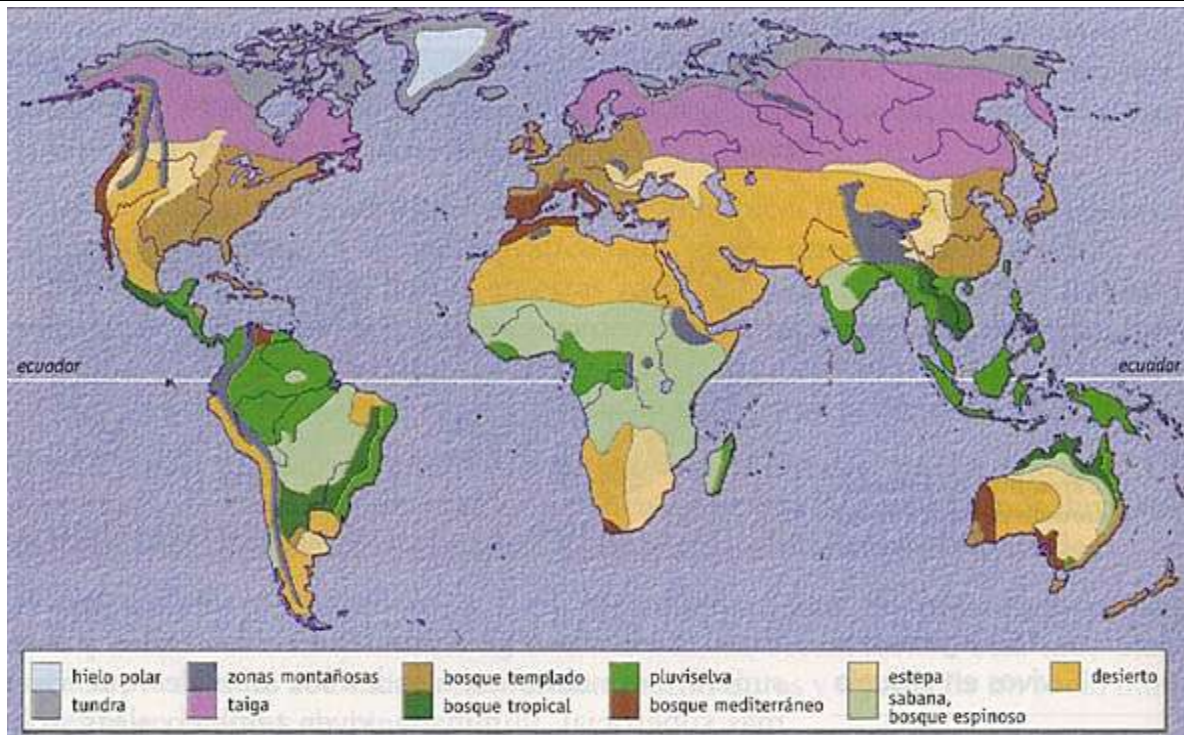 ecuador
ecuador
hielo polar
tundra
zonas montañosas
taiga
bosque templado
bosque tropical
pluviselva
bosque mediterráneo
estepa
sabana,
bosque espinoso
desierto